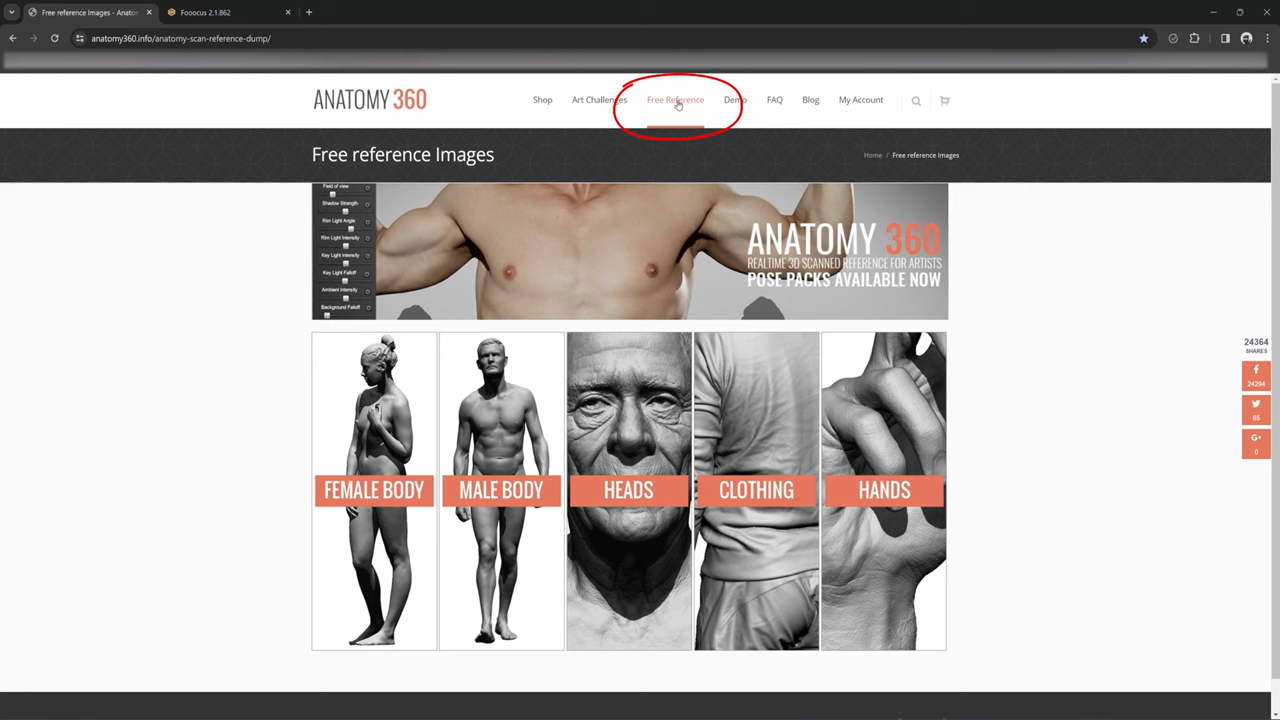 Free reference Images - Anatom
Fooocus 2.1.862
anatomy360.info/anatomy-scan-reference-dump/
ANATOMY 360
Shop
Art Challenges
Free Reference
Demo
FAQ
Blog
My Account
Free reference Images
Home / Free reference Images
Field of view
Shadow Strength
Rim Light Angle
Rim Light Intensity
Key Light Intensity
Key Light Falloff
Ambient Intensity
Background Falloff
ANATOMY 360
REALTIME 3D SCANNED REFERENCE FOR ARTISTS
POSE PACKS AVAILABLE NOW
FEMALE BODY
MALE BODY
HEADS
CLOTHING
HANDS
24364
SHARES
24294
65
G+
0